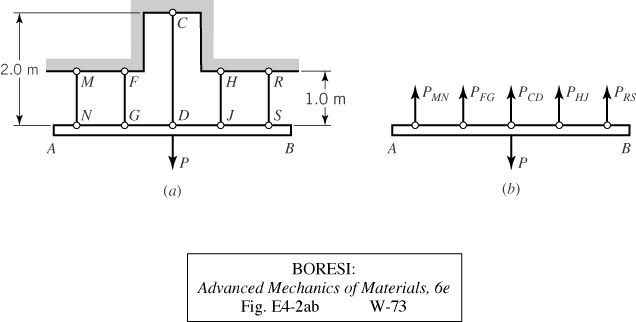 C
2.0 m
M F H R
1.0 m
N G D J S
A B
P
(a)
P_MN P_FG P_CD P_HJ P_RS
A B
P
(b)
BORESI:
Advanced Mechanics of Materials, 6e
Fig. E4-2ab W-73